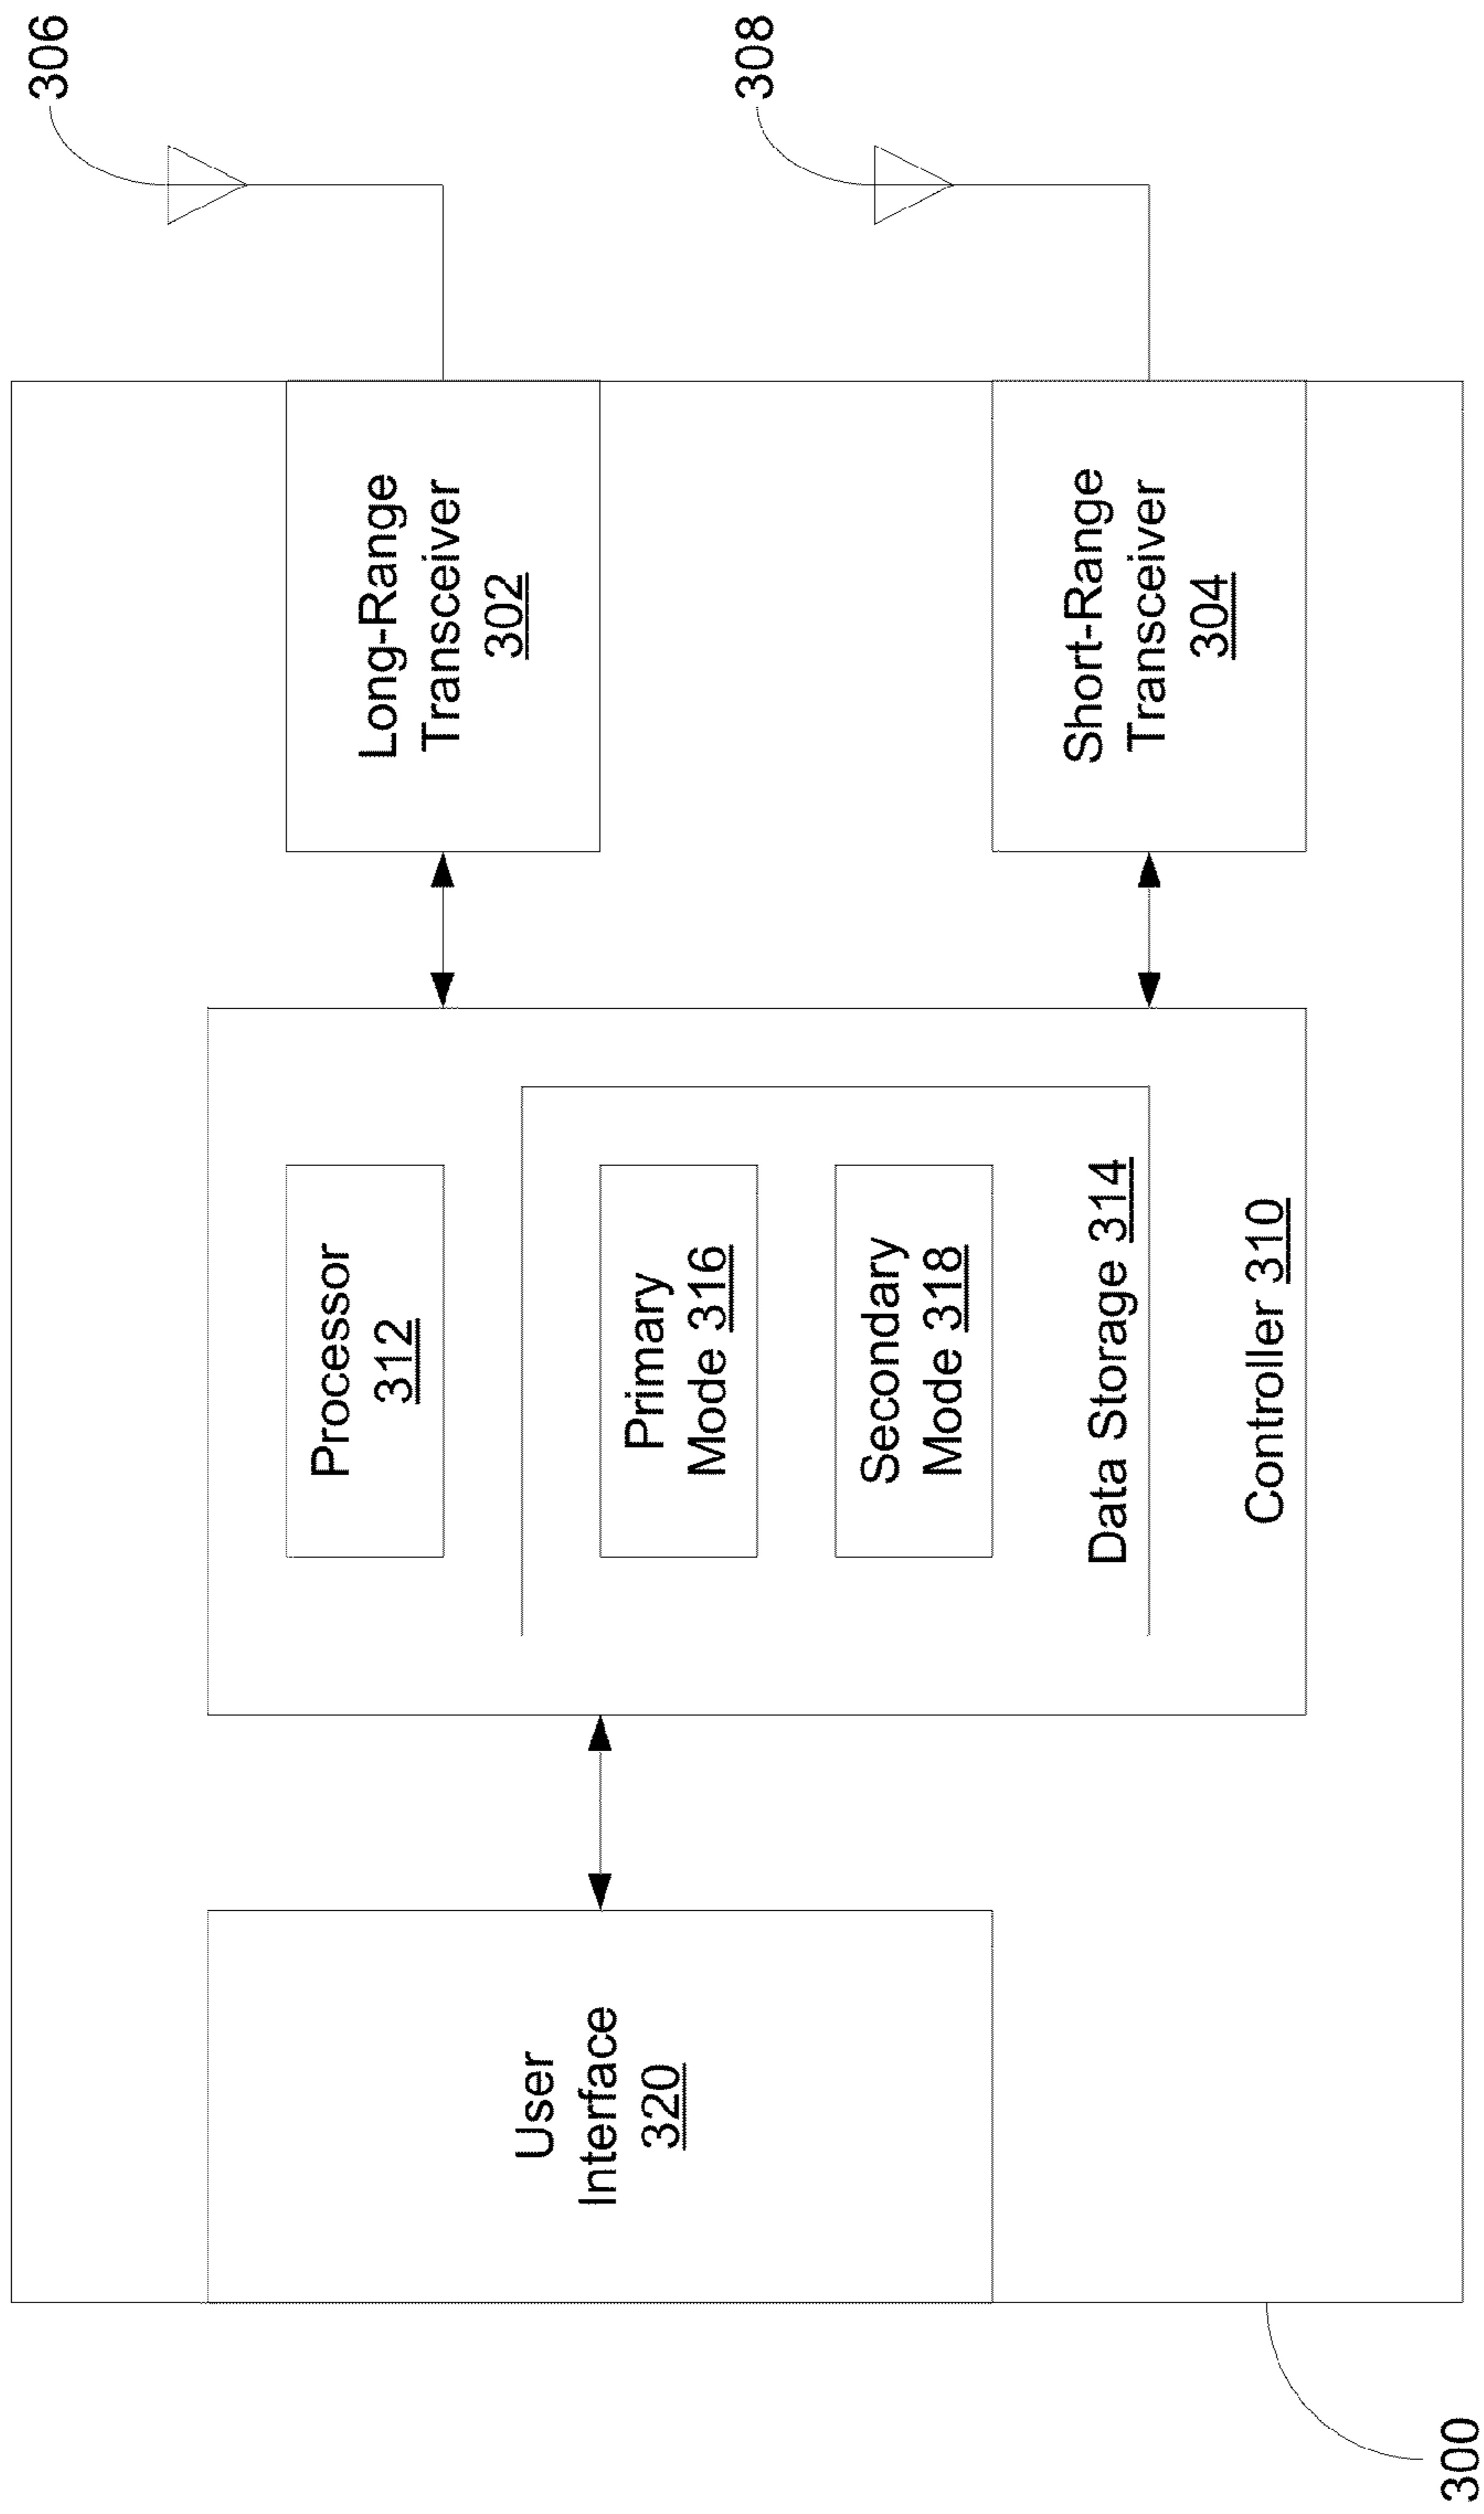 306
308
Long-Range
Transceiver
302
Short-Range
Transceiver
304
Processor
312
Primary
Mode 316
Secondary
Mode 318
Data Storage 314
Controller 310
User
Interface
320
300